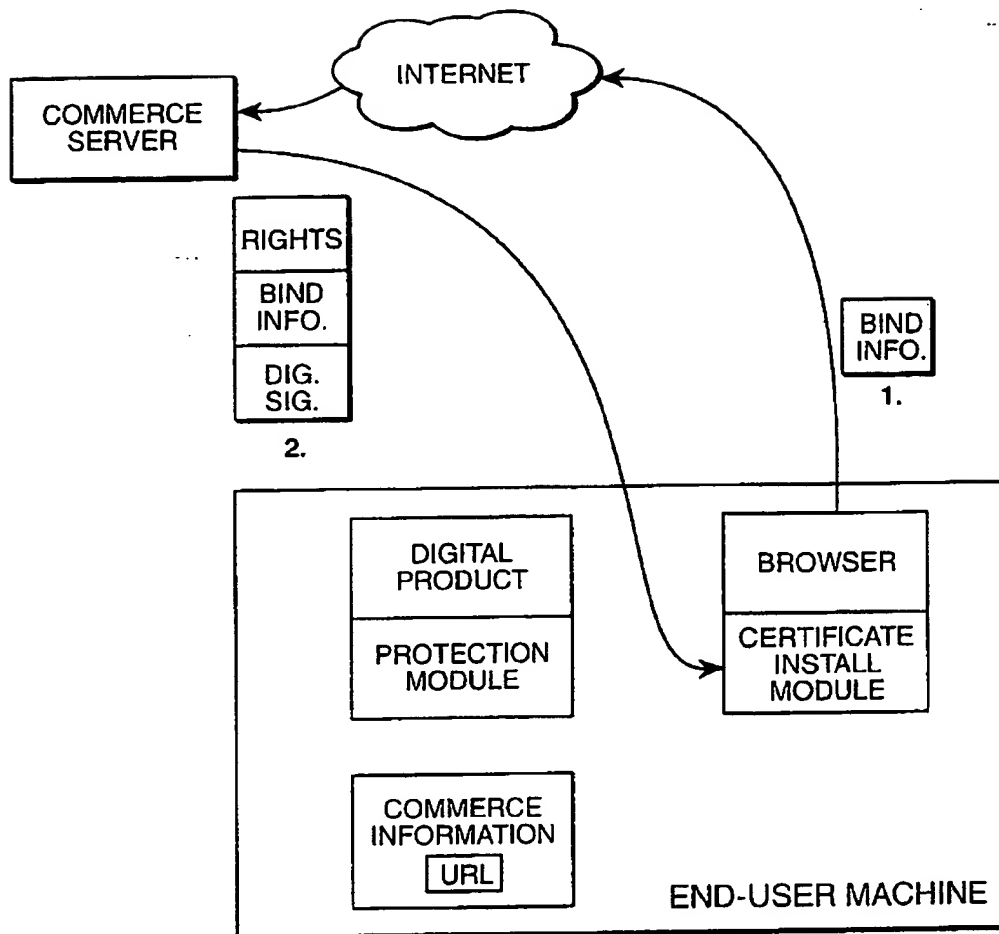 INTERNET
COMMERCE
SERVER
RIGHTS
BIND
INFO.
DIG.
SIG.
2.
BIND
INFO.
1.
DIGITAL
PRODUCT
PROTECTION
MODULE
BROWSER
CERTIFICATE
INSTALL
MODULE
COMMERCE
INFORMATION
URL
END-USER MACHINE